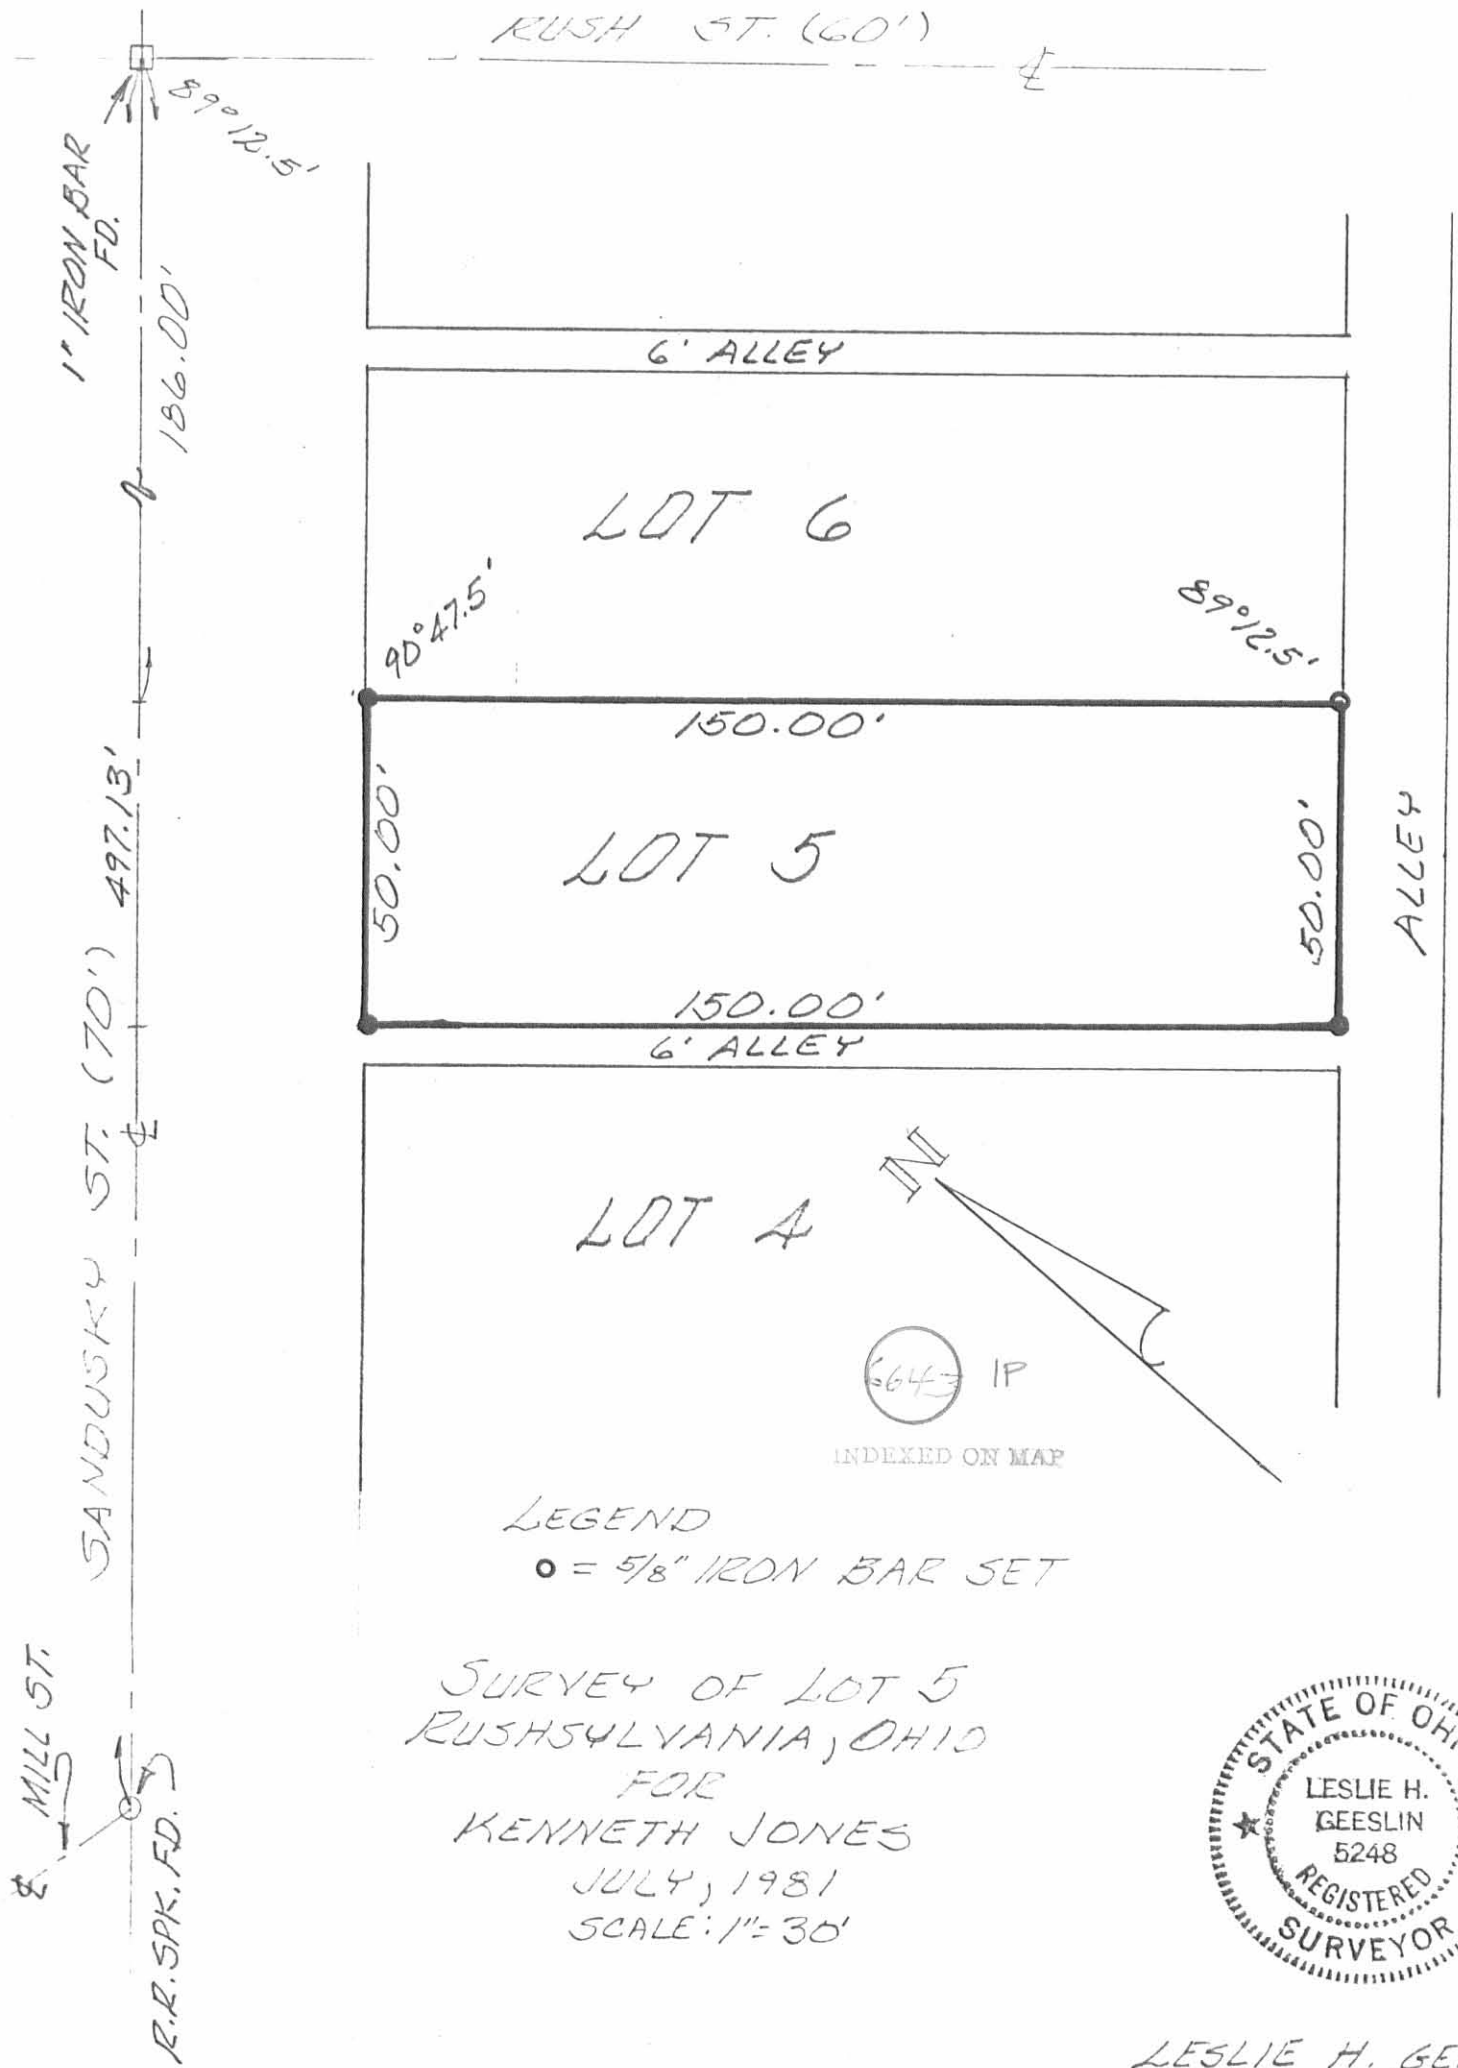 RUSH ST. (60')
℄
89°12.5'
1" IRON BAR
FD.
186.00'
6' ALLEY
LOT 6
90°47.5'
89°12.5'
150.00'
50.00'
LOT 5
50.00'
ALLEY
497.13'
150.00'
6' ALLEY
SANDUSKY ST. (70')
℄
N
LOT 4
IP
INDEXED ON MAP
LEGEND
o = 5/8" IRON BAR SET
SURVEY OF LOT 5
RUSHSYLVANIA, OHIO
FOR
KENNETH JONES
JULY, 1981
SCALE: 1"=30'
℄ MILL ST.
R.R. SPK. FD.
STATE OF OH
LESLIE H.
GEESLIN
5248
REGISTERED
SURVEYOR
LESLIE H.